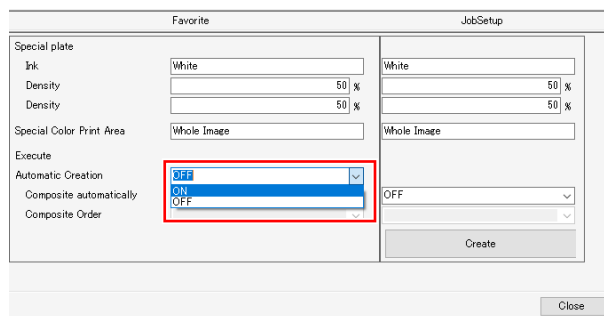 Favorite JobSetup
Special plate
Ink White White
Density 50 % 50 %
Density 50 % 50 %
Special Color Print Area Whole Image Whole Image
Execute
Automatic Creation OFF
ON
Composite automatically OFF OFF
Composite Order
Create
Close